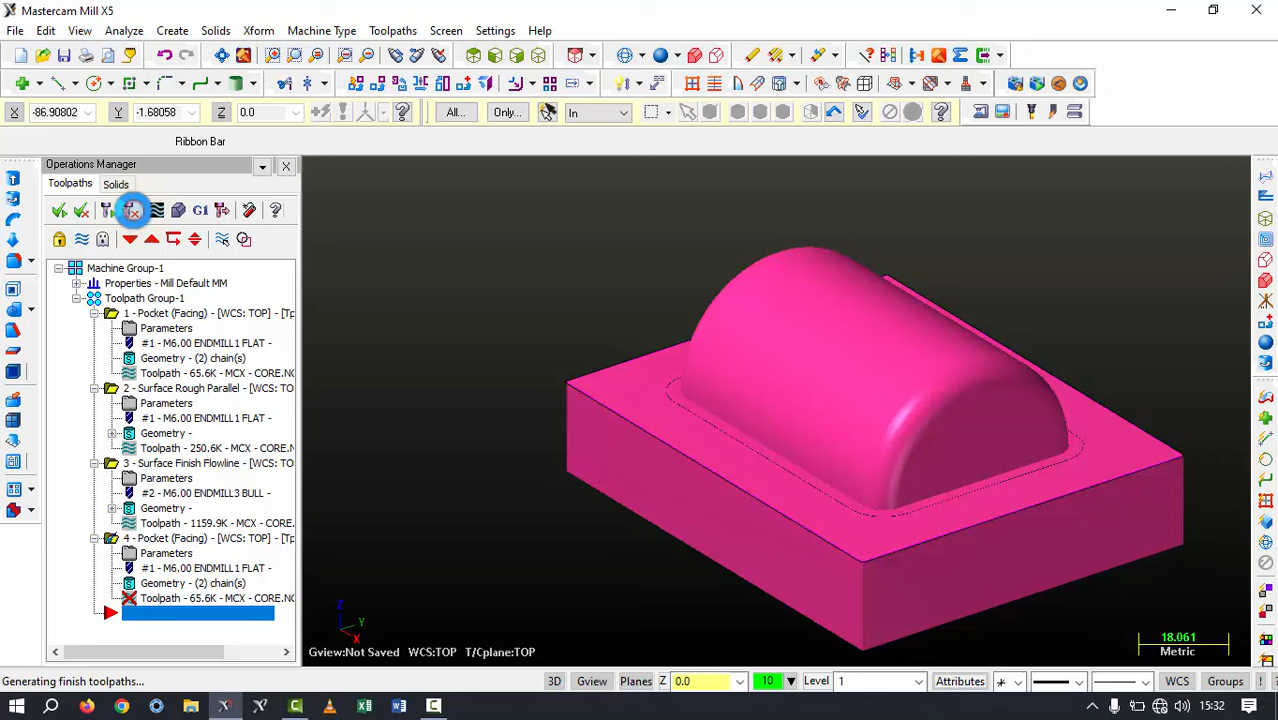 Mastercam Mill X5
File Edit View Analyze Create Solids Xform Machine Type Toolpaths Screen Settings Help
X -86.90802 Y -1.68058 Z 0.0 All... Only... In
Ribbon Bar
Operations Manager
Toolpaths Solids
G1
Machine Group-1
Properties - Mill Default MM
Toolpath Group-1
1 - Pocket (Facing) - [WCS: TOP] - [Tp
Parameters
#1 - M6.00 ENDMILL1 FLAT -
Geometry - (2) chain(s)
Toolpath - 65.6K - MCX - CORE.NC
2 - Surface Rough Parallel - [WCS: TO
Parameters
#1 - M6.00 ENDMILL1 FLAT -
Geometry -
Toolpath - 250.6K - MCX - CORE.N
3 - Surface Finish Flowline - [WCS: TO
Parameters
#2 - M6.00 ENDMILL3 BULL -
Geometry -
Toolpath - 1159.9K - MCX - CORE.
4 - Pocket (Facing) - [WCS: TOP] - [Tp
Parameters
#1 - M6.00 ENDMILL1 FLAT -
Geometry - (2) chain(s)
Toolpath - 65.6K - MCX - CORE.NC
Z
Y
X
Gview:Not Saved WCS:TOP T/Cplane:TOP
18.061
Metric
Generating finish toolpaths...
3D Gview Planes Z 0.0 10 Level 1 Attributes WCS Groups
15:32